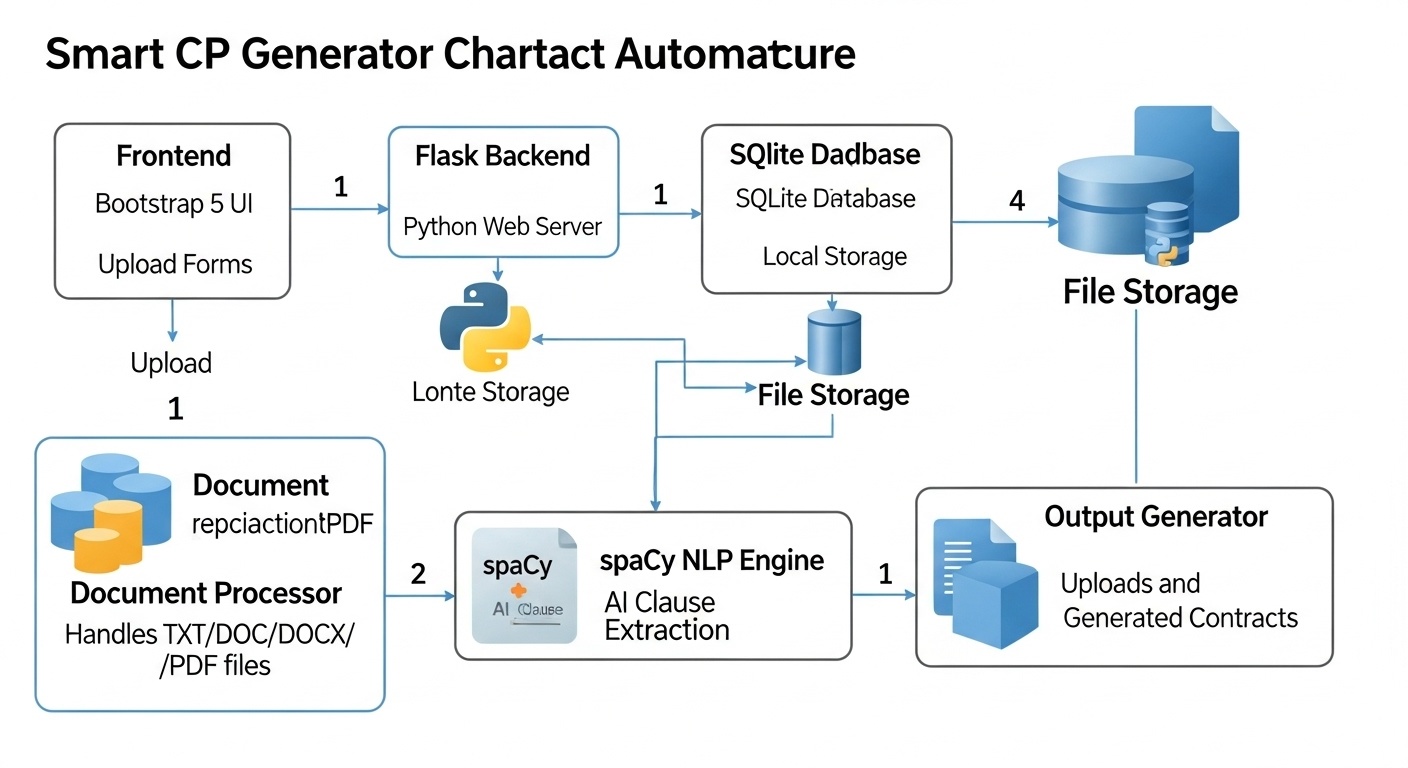 Smart CP Generator Chartact Automature
Frontend
Bootstrap 5 UI
Upload Forms
1
Flask Backend
Python Web Server
1
SQlite Dadbase
SQLite Database
Local Storage
4
File Storage
Upload
1
Lonte Storage
File Storage
Document
repciactiontPDF
Document Processor
Handles TXT/DOC/DOCX/
/PDF files
2
spaCy
AI Clause
spaCy NLP Engine
AI Clause
Extraction
1
Output Generator
Uploads and
Generated Contracts